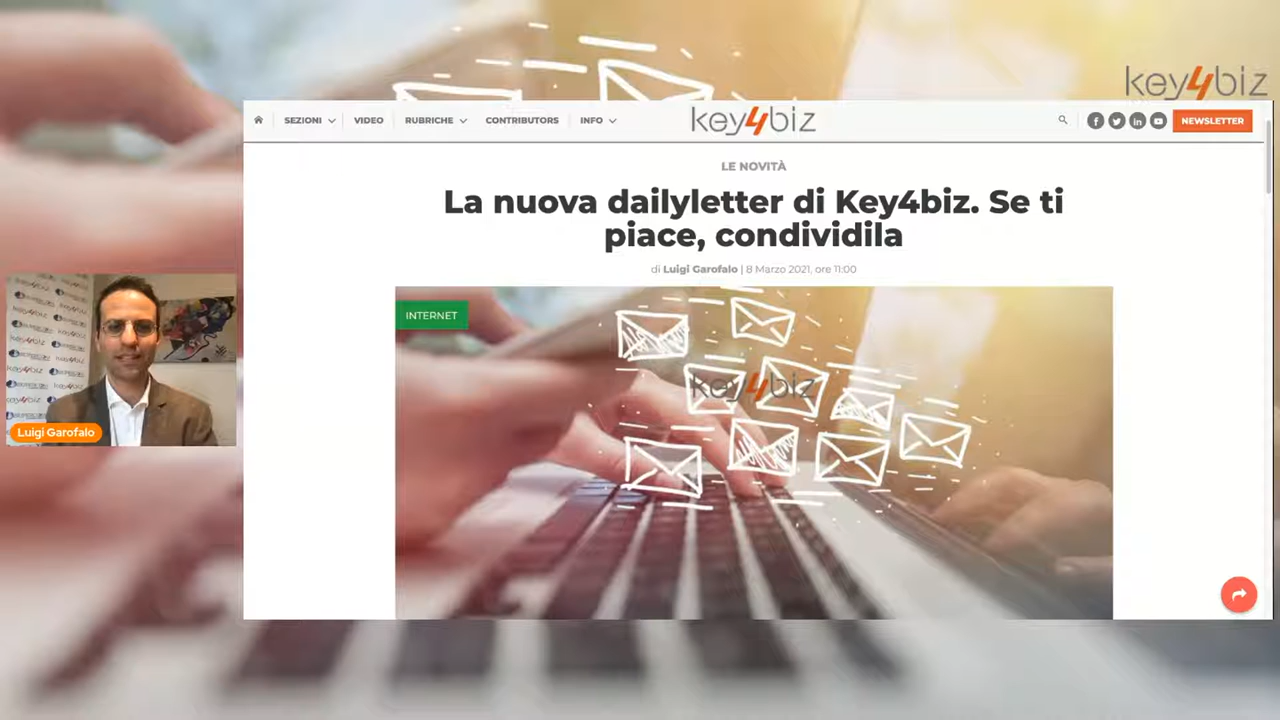 key4biz
SEZIONI
VIDEO
RUBRICHE
CONTRIBUTORS
INFO
key4biz
NEWSLETTER
LE NOVITÀ
La nuova dailyletter di Key4biz. Se ti
piace, condividila
di Luigi Garofalo | 8 Marzo 2021, ore 11:00
INTERNET
key4biz
Luigi Garofalo